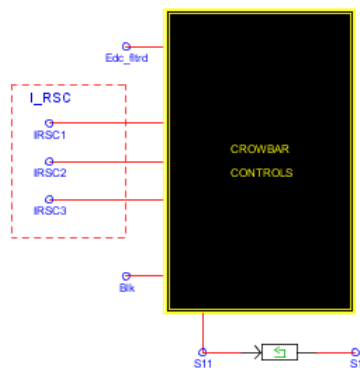 Edc_fltrd
I_RSC
IRSC1
IRSC2
IRSC3
CROWBAR
CONTROLS
Blk
S11